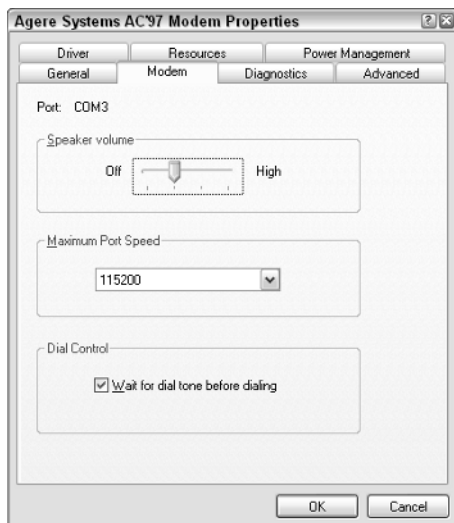 Agere Systems AC'97 Modem Properties
Driver Resources Power Management
General Modem Diagnostics Advanced
Port: COM3
Speaker volume
Off High
Maximum Port Speed
115200
Dial Control
Wait for dial tone before dialing
OK Cancel